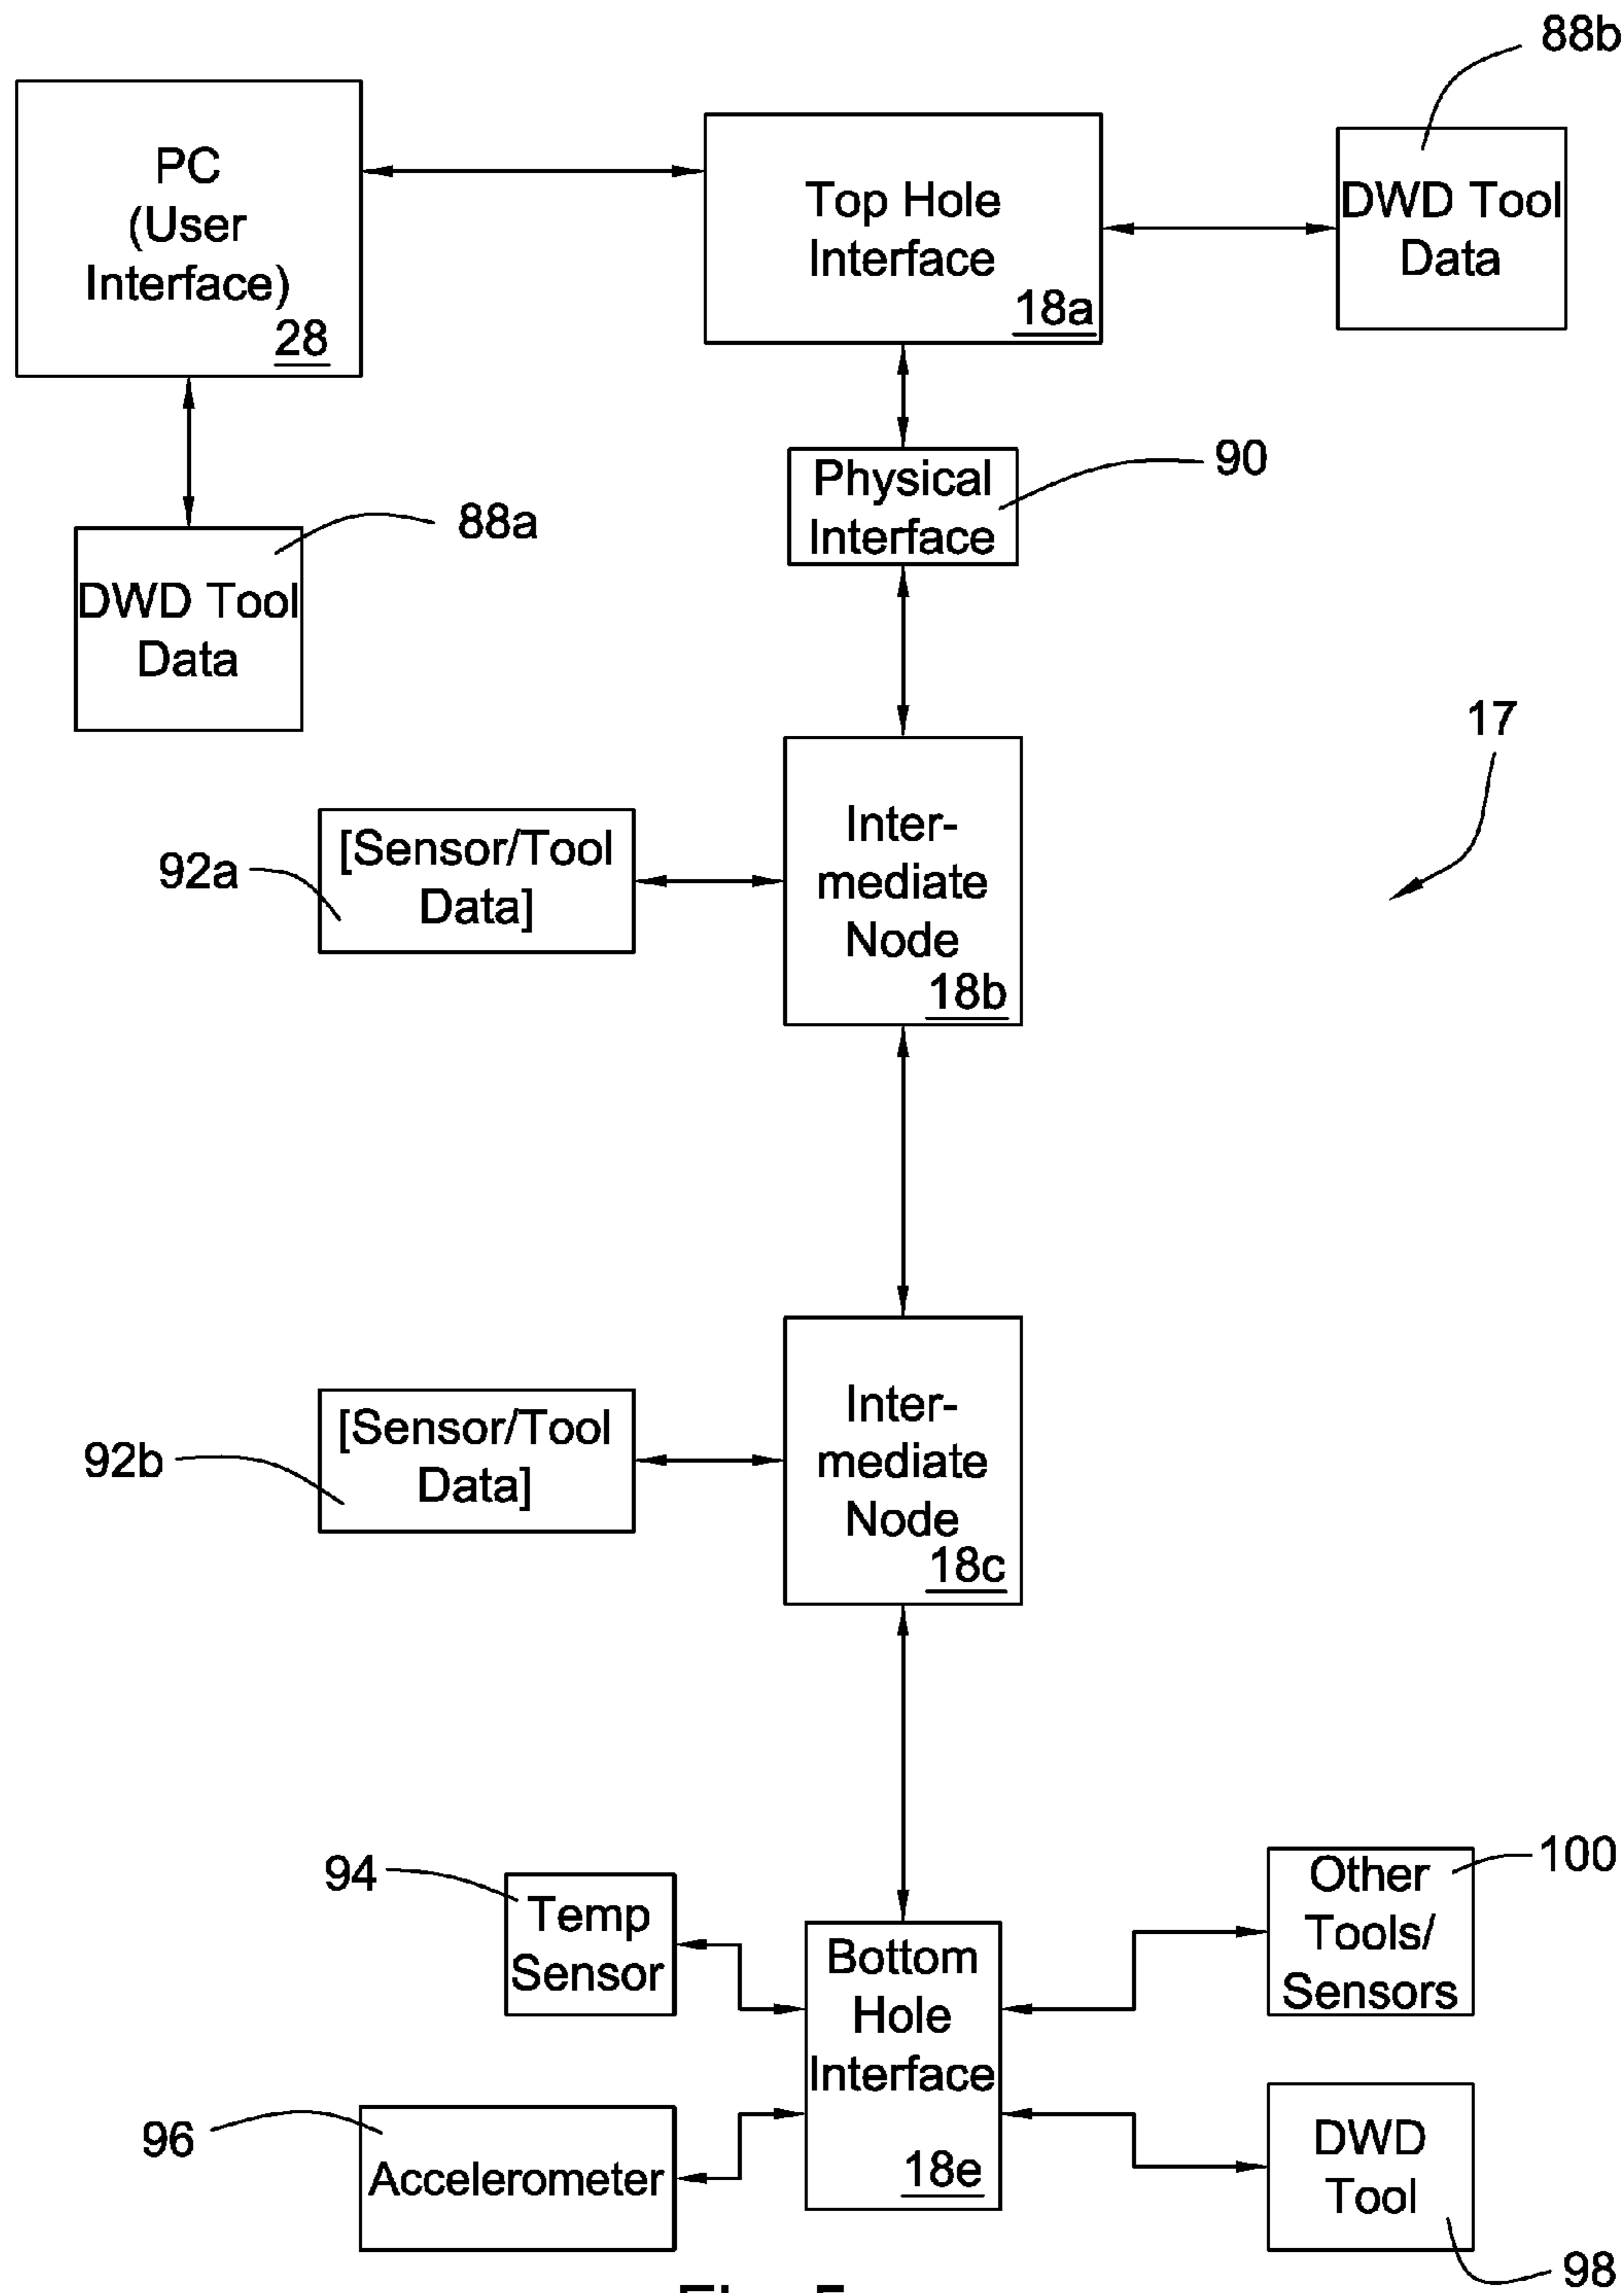 88b
PC
(User
Interface)
28
Top Hole
Interface
18a
DWD Tool
Data
Physical
Interface
90
88a
DWD Tool
Data
17
[Sensor/Tool
Data]
92a
Inter-
mediate
Node
18b
[Sensor/Tool
Data]
92b
Inter-
mediate
Node
18c
94
Temp
Sensor
Bottom
Hole
Interface
18e
Other
Tools/
Sensors
100
96
Accelerometer
DWD
Tool
98